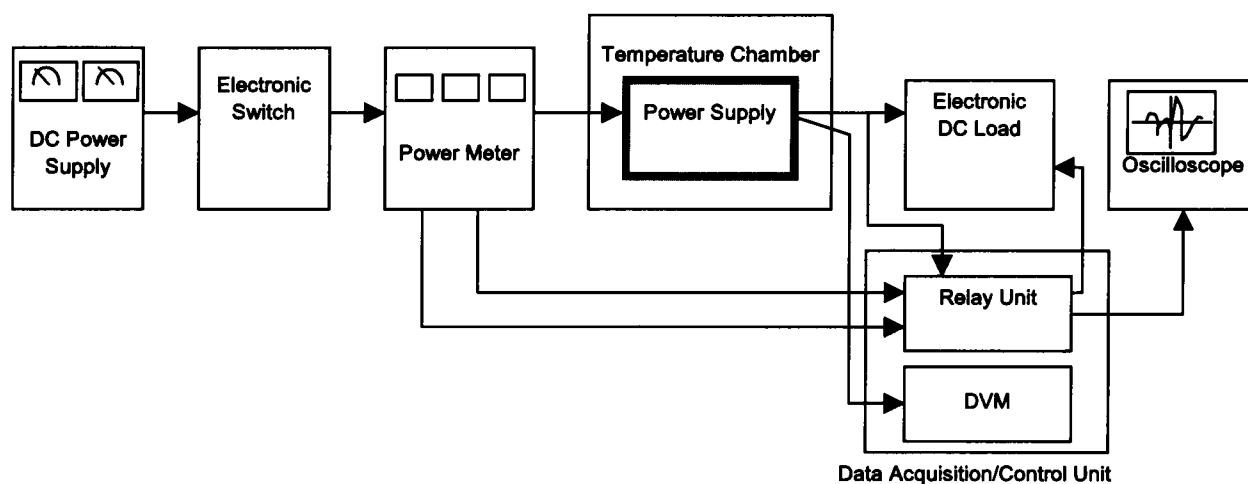 DC Power
Supply
Electronic
Switch
Power Meter
Temperature Chamber
Power Supply
Electronic
DC Load
Oscilloscope
Relay Unit
DVM
Data Acquisition/Control Unit